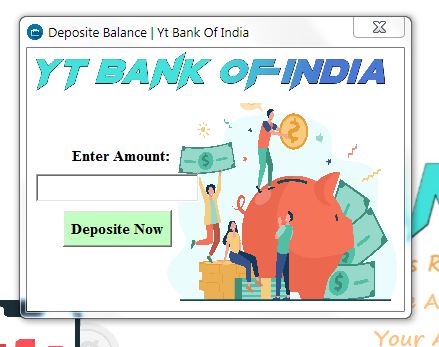 Deposite Balance | Yt Bank Of India
YT BANK OF-INDIA
Enter Amount:
Deposite Now
Your A